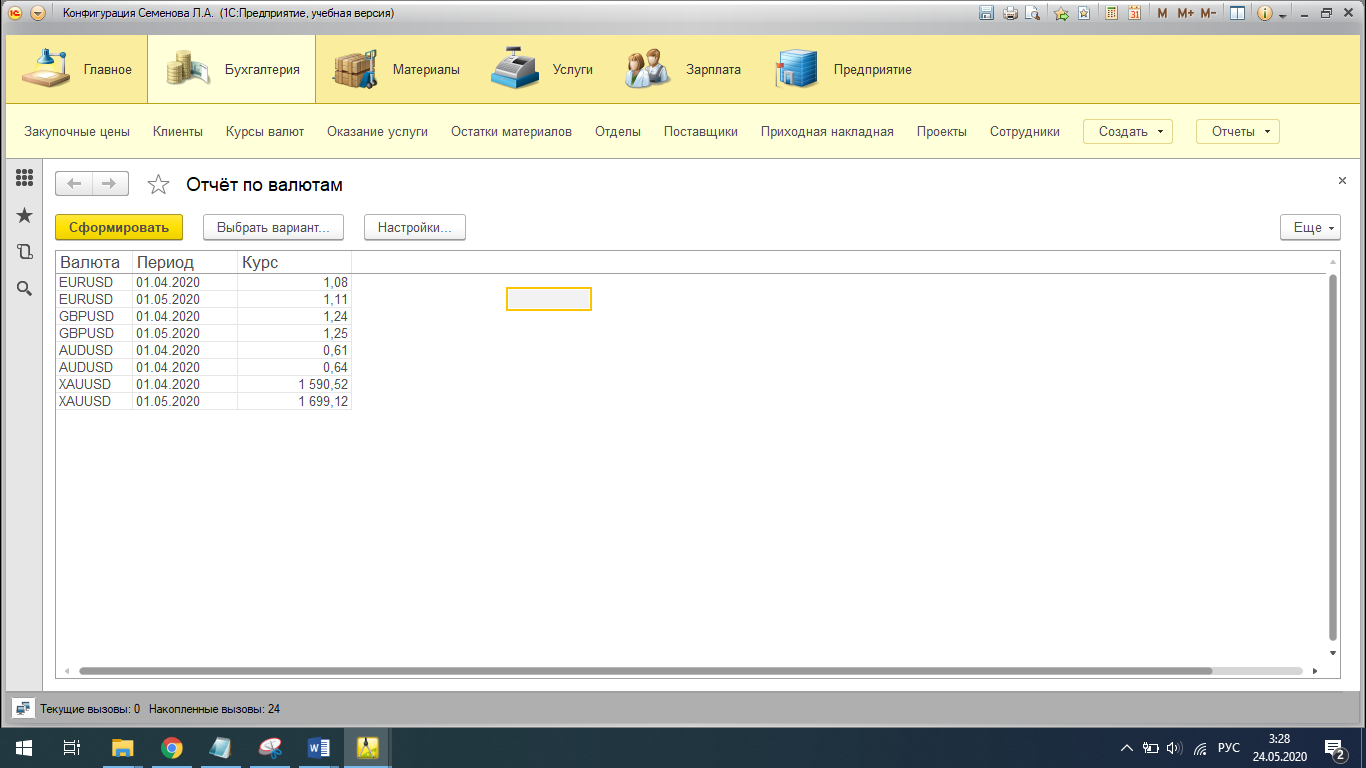 Конфигурация Семенова Л.А. (1С:Предприятие, учебная версия)
31 M M+ M-
Главное Бухгалтерия Материалы Услуги Зарплата Предприятие
Закупочные цены Клиенты Курсы валют Оказание услуги Остатки материалов Отделы Поставщики Приходная накладная Проекты Сотрудники Создать Отчеты
Отчёт по валютам
Сформировать Выбрать вариант... Настройки... Еще
Валюта Период Курс
EURUSD 01.04.2020 1,08
EURUSD 01.05.2020 1,11
GBPUSD 01.04.2020 1,24
GBPUSD 01.05.2020 1,25
AUDUSD 01.04.2020 0,61
AUDUSD 01.05.2020 0,64
XAUUSD 01.04.2020 1 590,52
XAUUSD 01.05.2020 1 699,12
Текущие вызовы: 0 Накопленные вызовы: 24
РУС
3:28
24.05.2020
2